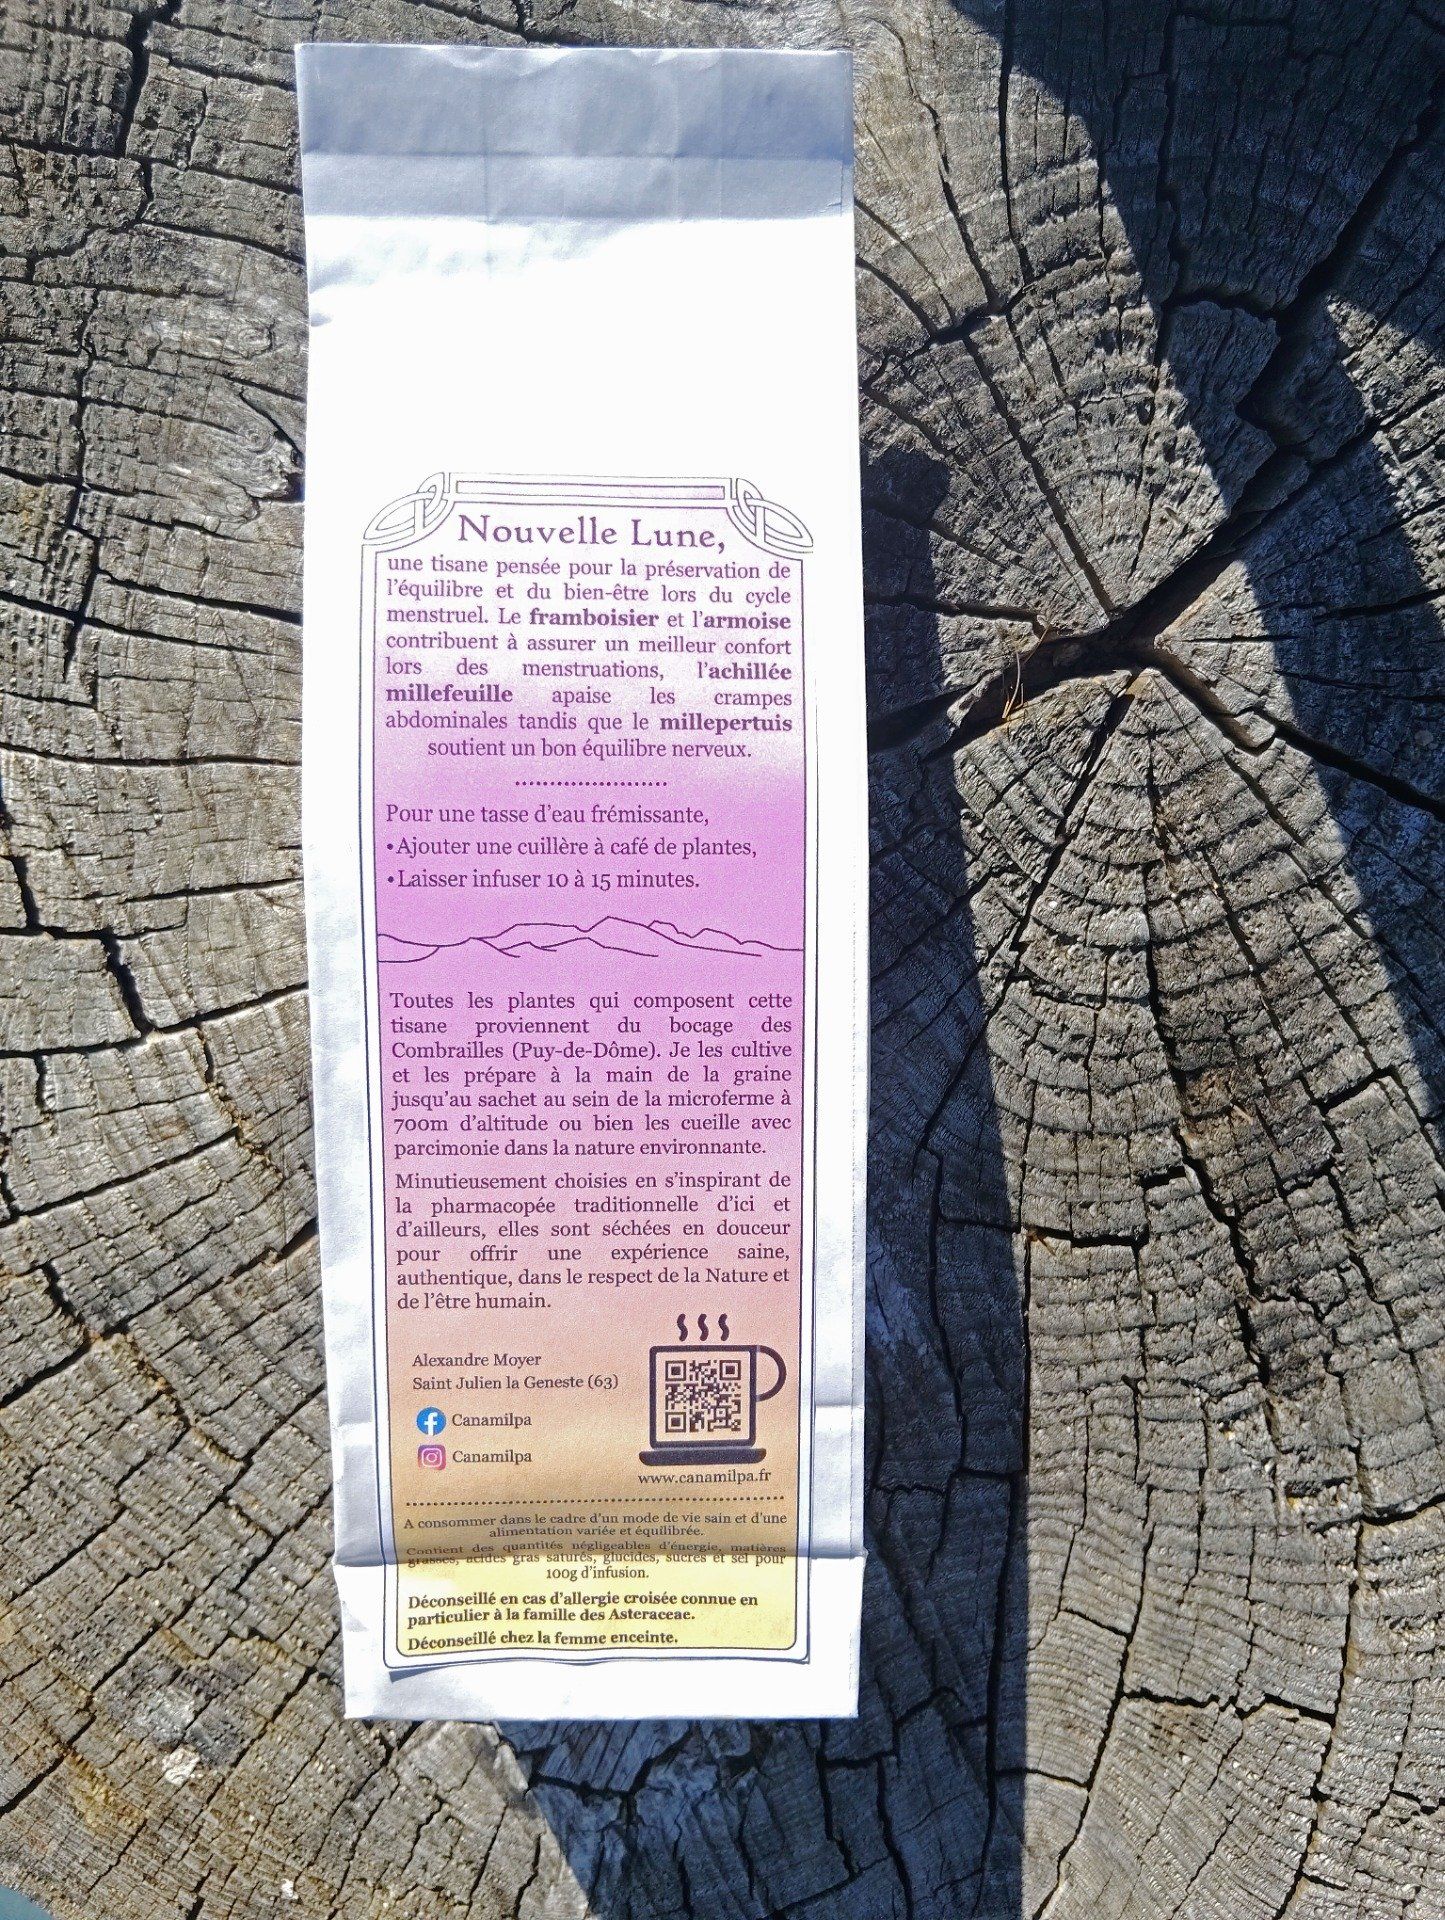 Nouvelle Lune,
une tisane pensée pour la préservation de
l'équilibre et du bien-être lors du cycle
menstruel. Le framboisier et l'armoise
contribuent à assurer un meilleur confort
lors des menstruations, l'achillée
millefeuille apaise les crampes
abdominales tandis que le millepertuis
soutient un bon équilibre nerveux.
Pour une tasse d'eau frémissante,
•Ajouter une cuillère à café de plantes,
•Laisser infuser 10 à 15 minutes.
Toutes les plantes qui composent cette
tisane proviennent du bocage des
Combrailles (Puy-de-Dôme). Je les cultive
et les prépare à la main de la graine
jusqu'au sachet au sein de la microferme à
700m d'altitude ou bien les cueille avec
parcimonie dans la nature environnante.
Minutieusement choisies en s'inspirant de
la pharmacopée traditionnelle d'ici et
d'ailleurs, elles sont séchées en douceur
pour offrir une expérience saine,
authentique, dans le respect de la Nature et
de l'être humain.
Alexandre Moyer
Saint Julien la Geneste (63)
Canamilpa
Canamilpa
www.canamilpa.fr
A consommer dans le cadre d'un mode de vie sain et d'une
alimentation variée et équilibrée.
Contient des quantités négligeables d'énergie, matières
grasses, acides gras saturés, glucides, sucres et sel pour
100g d'infusion.
Déconseillé en cas d'allergie croisée connue en
particulier à la famille des Asteraceae.
Déconseillé chez la femme enceinte.